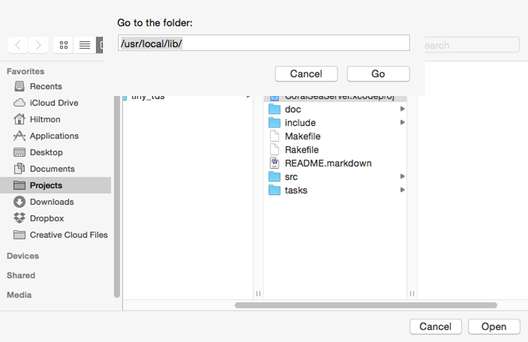 Go to the folder:
/usr/local/lib/
Cancel
Go
Search
Favorites
Recents
iCloud Drive
Hiltmon
Applications
Desktop
Documents
Projects
Downloads
Dropbox
Creative Cloud Files
Devices
Shared
Media
tiny_tds
CoralSeaServer.xcodeproj
doc
include
Makefile
Rakefile
README.markdown
src
tasks
Cancel
Open